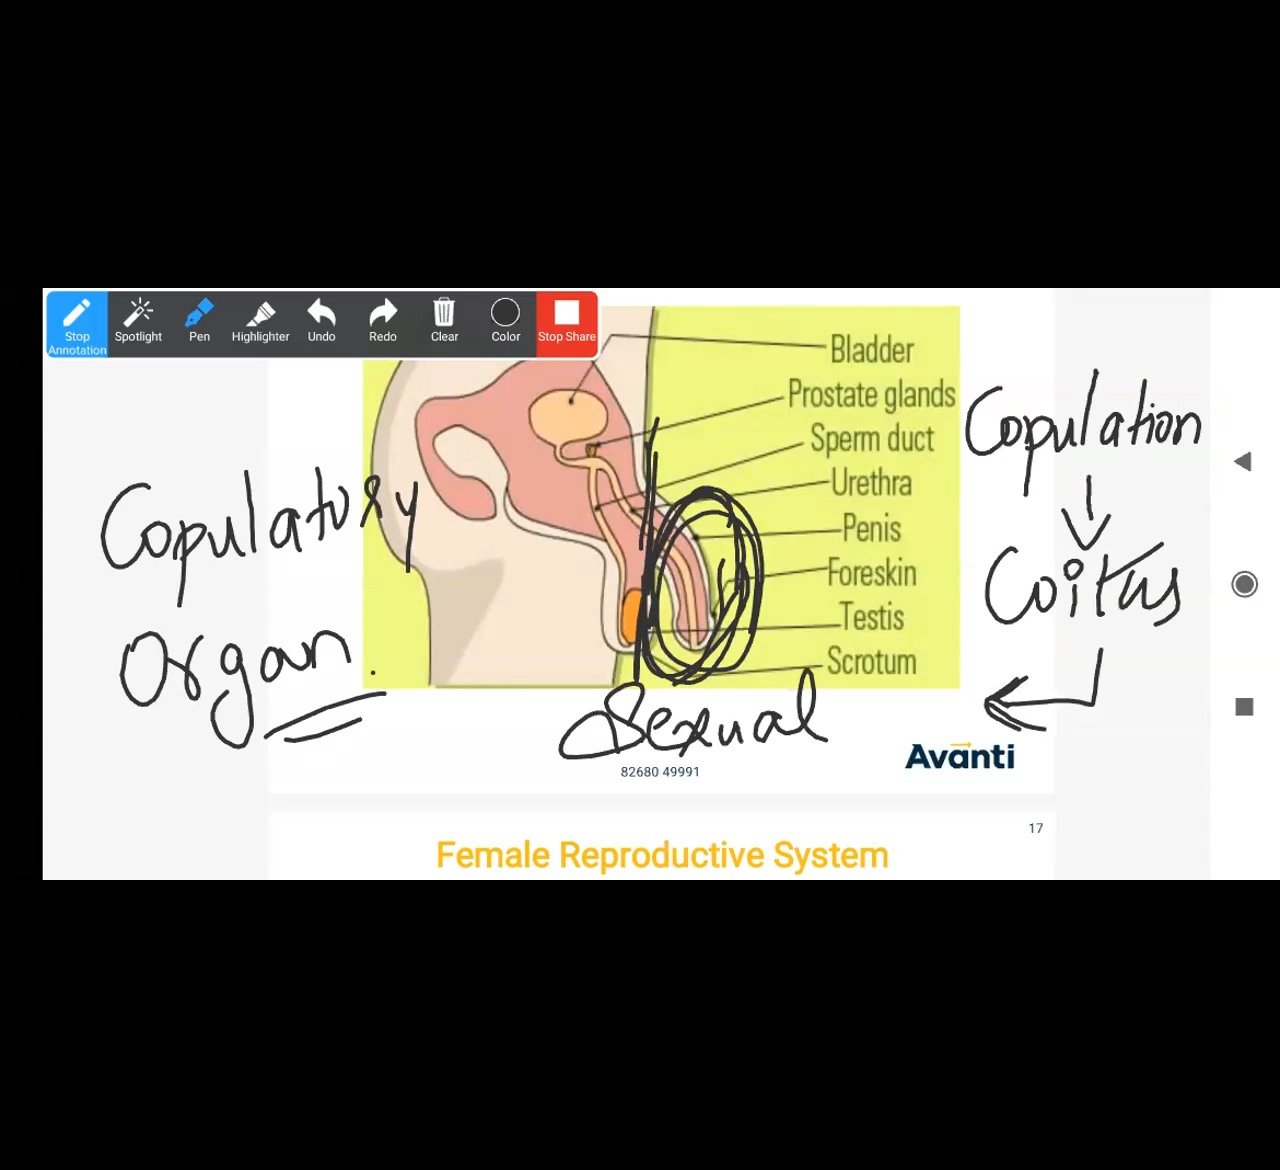 Stop Annotation
Spotlight
Pen
Highlighter
Undo
Redo
Clear
Color
Stop Share
Bladder
Prostate glands
Sperm duct
Urethra
Penis
Foreskin
Testis
Scrotum
Copulatory
Organ.
Copulation
Coitus
Sexual
82680 49991
Avanti
17
Female Reproductive System